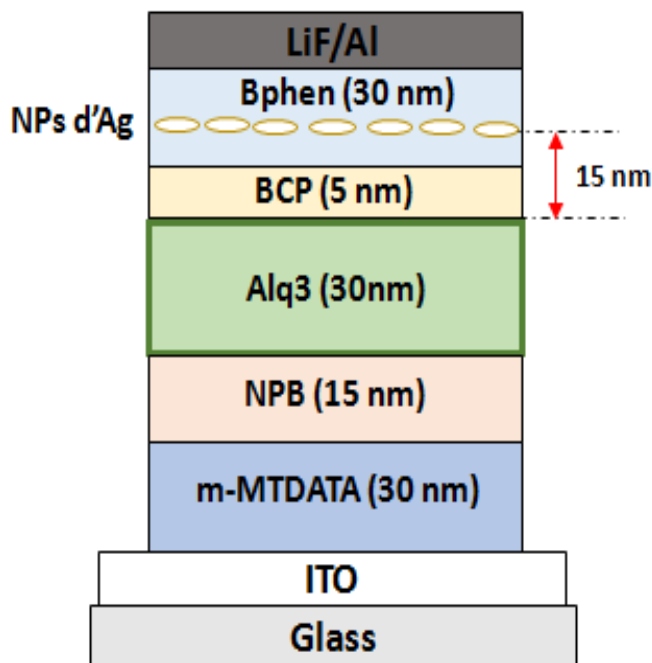 LiF/Al
Bphen (30 nm)
NPs d'Ag
15 nm
BCP (5 nm)
Alq3 (30nm)
NPB (15 nm)
m-MTDATA (30 nm)
ITO
Glass